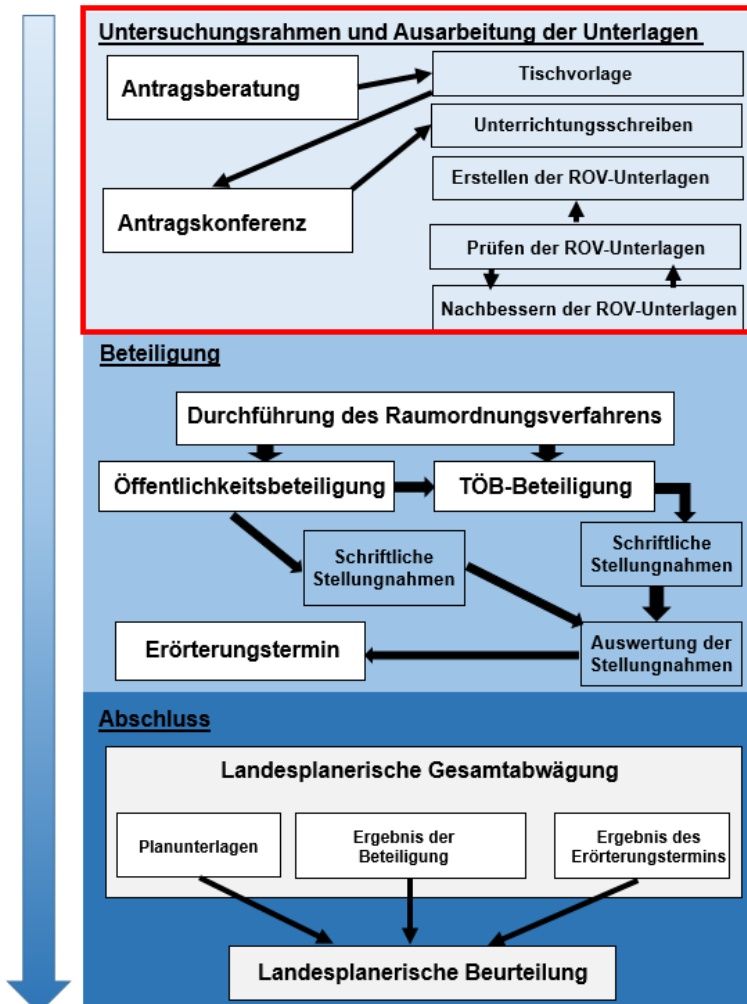 Untersuchungsrahmen und Ausarbeitung der Unterlagen
Antragsberatung
Tischvorlage
Unterrichtungsschreiben
Erstellen der ROV-Unterlagen
Antragskonferenz
Prüfen der ROV-Unterlagen
Nachbessern der ROV-Unterlagen
Beteiligung
Durchführung des Raumordnungsverfahrens
Öffentlichkeitsbeteiligung
TÖB-Beteiligung
Schriftliche
Stellungnahmen
Schriftliche
Stellungnahmen
Erörterungstermin
Auswertung der
Stellungnahmen
Abschluss
Landesplanerische Gesamtabwägung
Planunterlagen
Ergebnis der
Beteiligung
Ergebnis des
Erörterungstermins
Landesplanerische Beurteilung